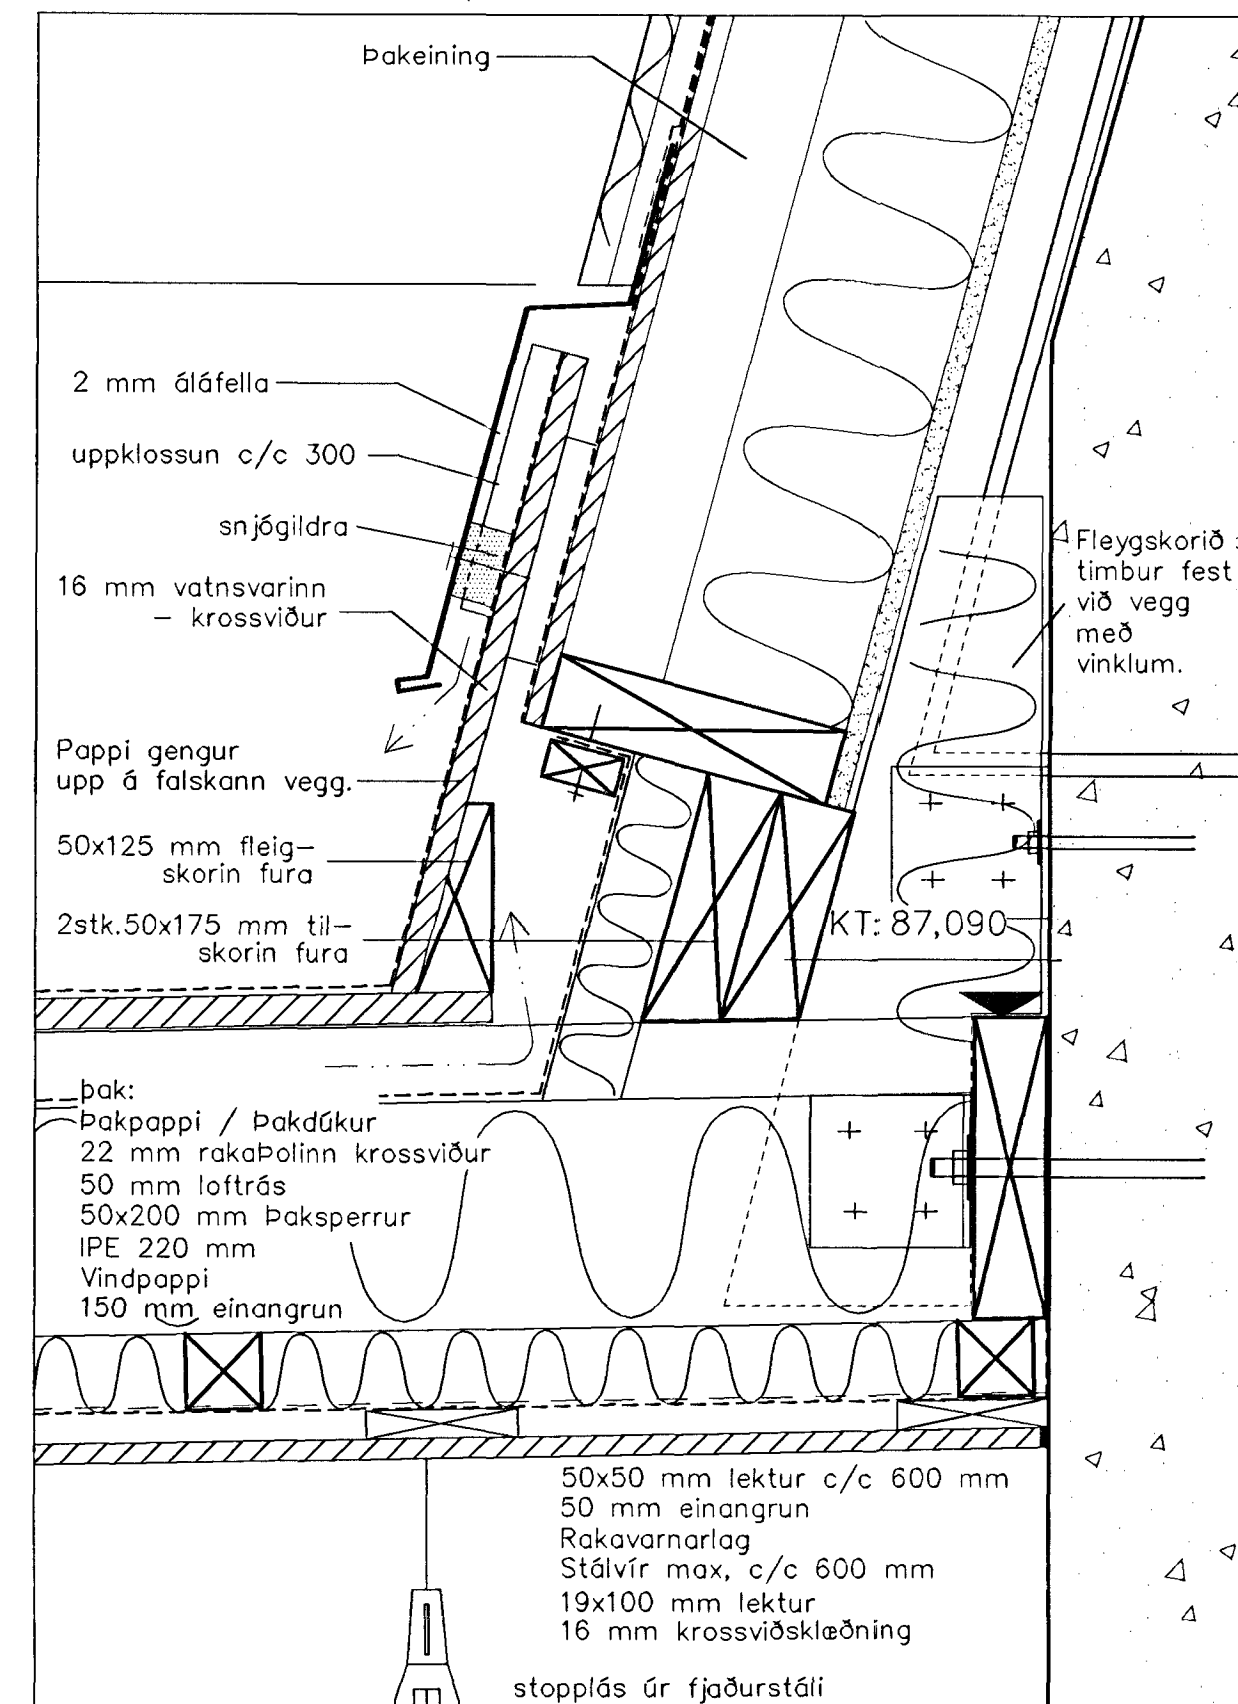 Þakeining
2 mm áláfella
uppklossun c/c 300
snjógildra
16 mm vatnsvarinn
– krossviður
Pappi gengur
upp á falskann vegg.
50x125 mm fleig–
skorin fura
2stk.50x175 mm til–
skorin fura
Fleygskorið
timbur fest
við vegg
með
vinklum.
KT: 87,090
þak:
Þakpappi / Þakdúkur
22 mm rakaÞolinn krossviður
50 mm loftrás
50x200 mm Þaksperrur
IPE 220 mm
Vindpappi
150 mm einangrun
50x50 mm lektur c/c 600 mm
50 mm einangrun
Rakavarnarlag
Stálvír max, c/c 600 mm
19x100 mm lektur
16 mm krossviðsklæðning
stopplás úr fjaðurstáli